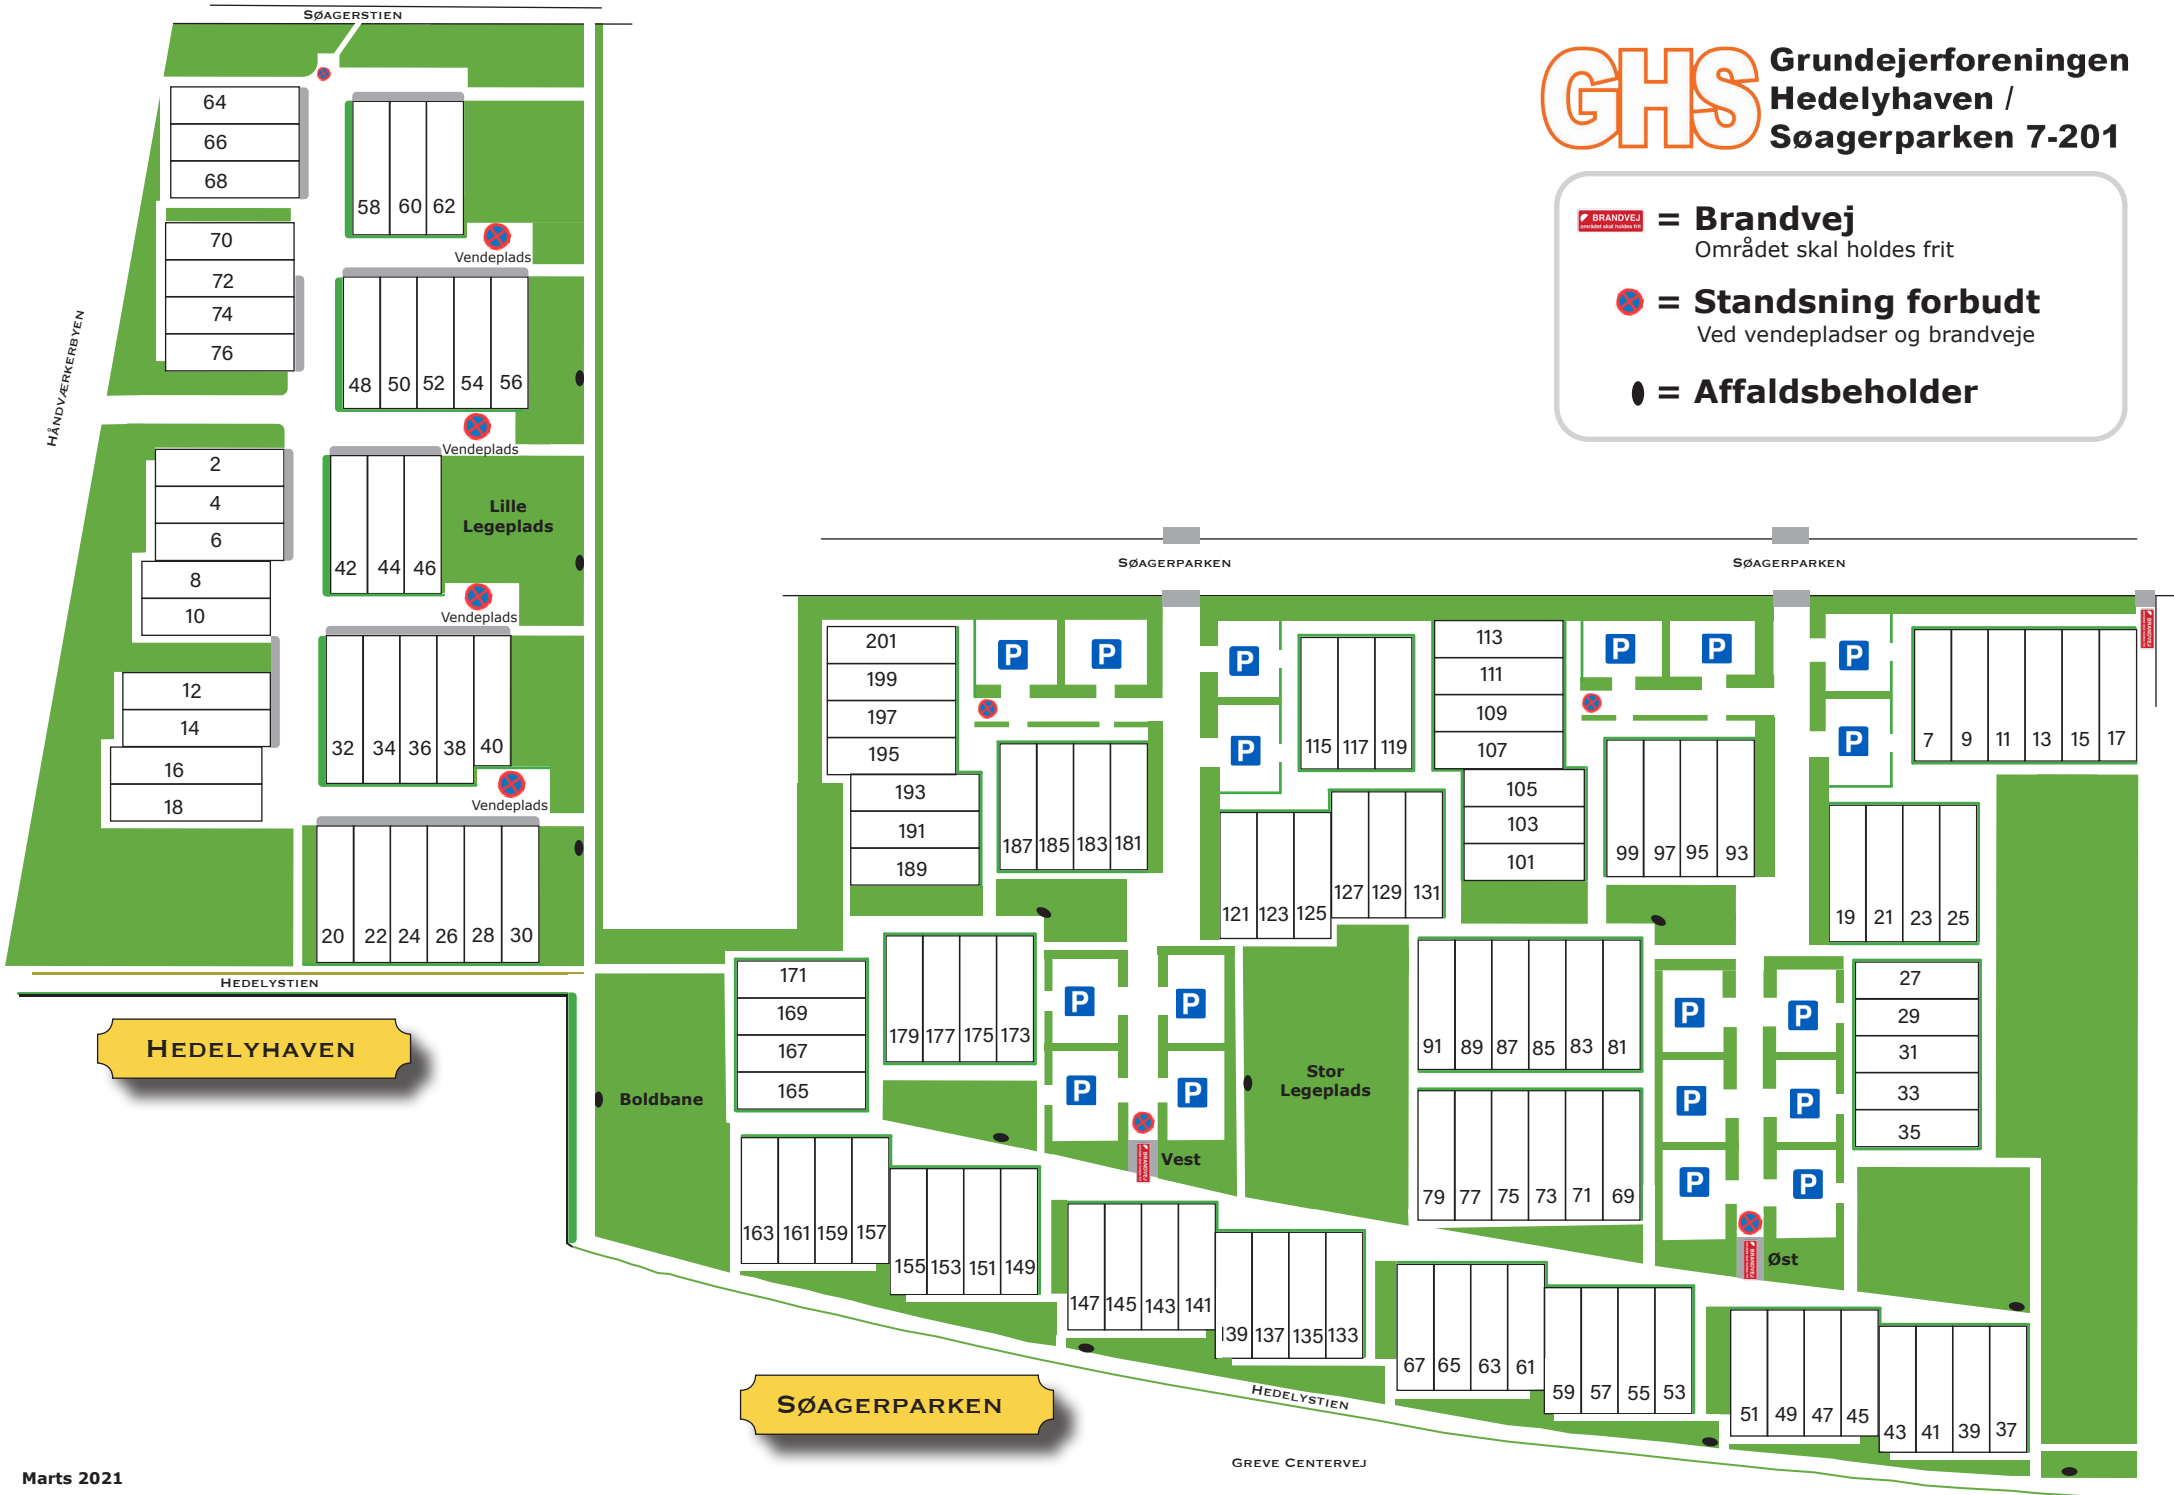 SØAGERSTIEN
GHS
Grundejerforeningen
Hedelyhaven /
Søagerparken 7-201
BRANDVEJ
området skal holdes frit
= Brandvej
Området skal holdes frit
= Standsning forbudt
Ved vendepladser og brandveje
= Affaldsbeholder
HÅNDVÆRKERBYEN
64
66
68
58 60 62
Vendeplads
70
72
74
76
48 50 52 54 56
Vendeplads
2
4
6
8
10
Lille
Legeplads
42 44 46
Vendeplads
12
14
16
18
32 34 36 38 40
Vendeplads
20 22 24 26 28 30
HEDELYSTIEN
HEDELYHAVEN
SØAGERPARKEN
SØAGERPARKEN
BRANDVEJ
201
199
197
195
193
191
189
P
P
P
P
187 185 183 181
115 117 119
121 123 125
127 129 131
113
111
109
107
105
103
101
P
P
P
P
99 97 95 93
7 9 11 13 15 17
19 21 23 25
171
169
167
165
179 177 175 173
P
P
P
P
BRANDVEJ
Vest
Boldbane
Stor
Legeplads
91 89 87 85 83 81
79 77 75 73 71 69
P
P
P
P
P
P
BRANDVEJ
Øst
27
29
31
33
35
163 161 159 157
155 153 151 149
147 145 143 141
139 137 135 133
67 65 63 61
59 57 55 53
51 49 47 45
43 41 39 37
HEDELYSTIEN
SØAGERPARKEN
GREVE CENTERVEJ
Marts 2021